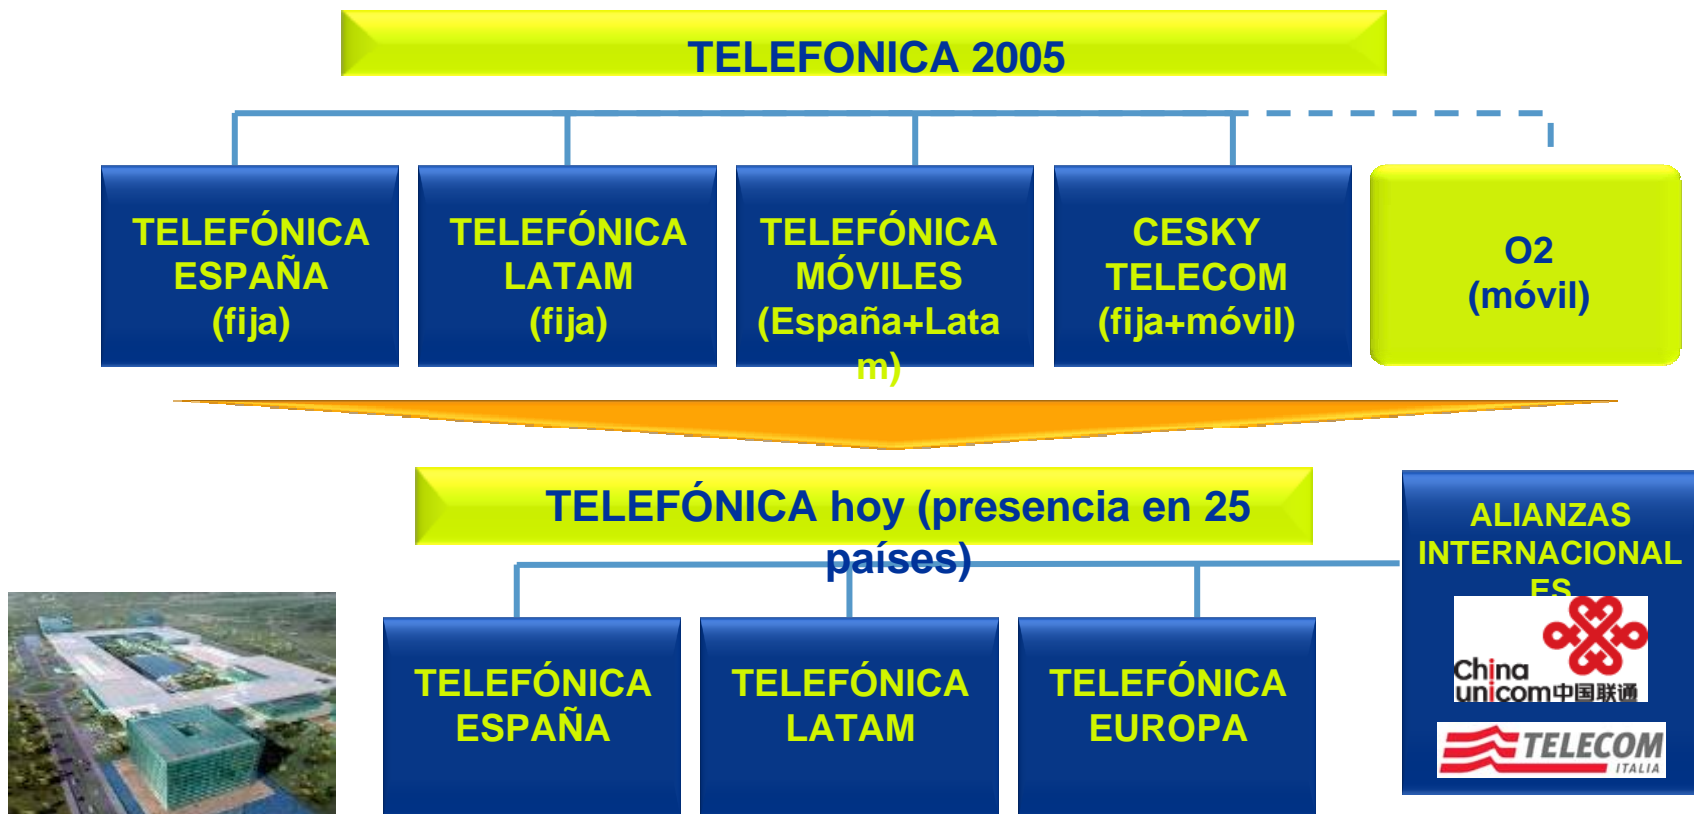 TELEFONICA 2005
TELEFÓNICA
ESPAÑA
(fija)
TELEFÓNICA
LATAM
(fija)
TELEFÓNICA
MÓVILES
(España+Lata
m)
CESKY
TELECOM
(fija+móvil)
O2
(móvil)
TELEFÓNICA hoy (presencia en 25
países)
ALIANZAS
INTERNACIONAL
ES
China
unicom中国联通
TELECOM
ITALIA
TELEFÓNICA
ESPAÑA
TELEFÓNICA
LATAM
TELEFÓNICA
EUROPA